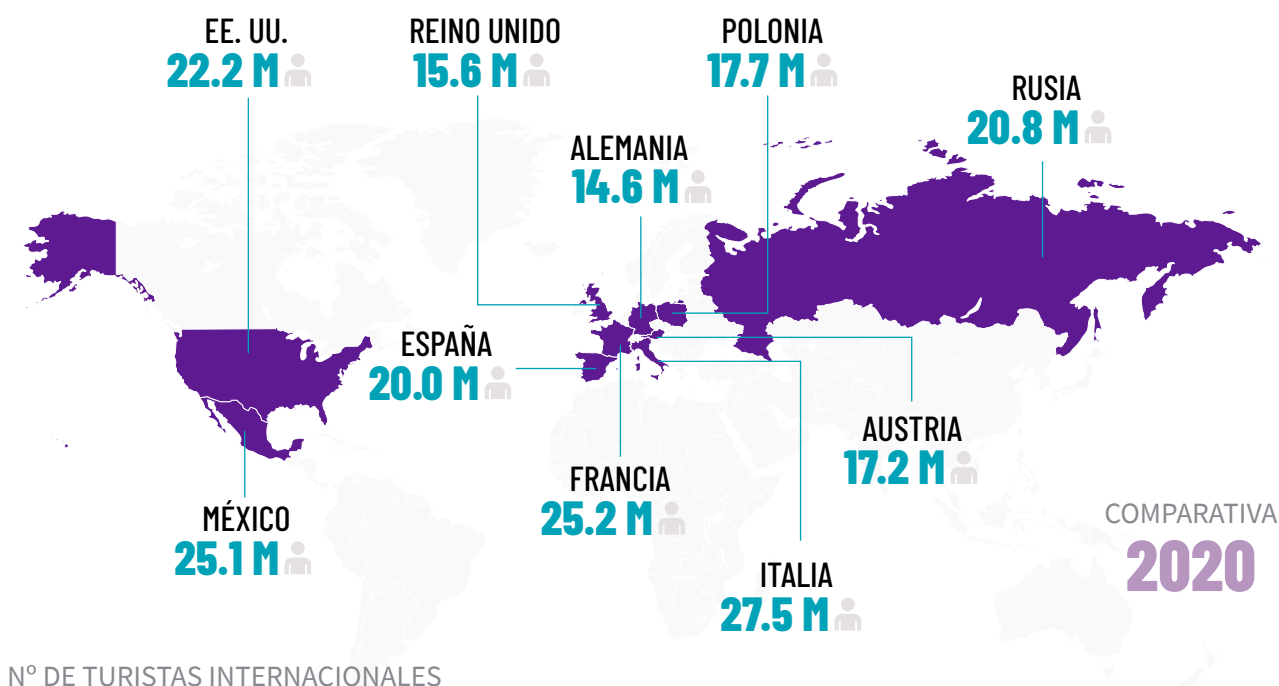 EE. UU.
22.2 M
REINO UNIDO
15.6 M
POLONIA
17.7 M
RUSIA
20.8 M
ALEMANIA
14.6 M
ESPAÑA
20.0 M
AUSTRIA
17.2 M
FRANCIA
25.2 M
MÉXICO
25.1 M
ITALIA
27.5 M
COMPARATIVA
2020
Nº DE TURISTAS INTERNACIONALES